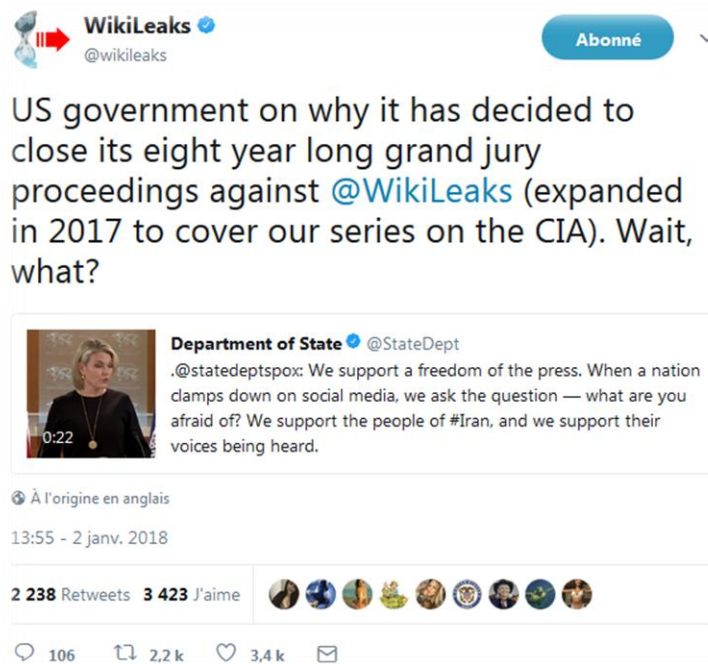 WikiLeaks
@wikileaks
Abonné
US government on why it has decided to
close its eight year long grand jury
proceedings against @WikiLeaks (expanded
in 2017 to cover our series on the CIA). Wait,
what?
Department of State @StateDept
.@statedeptspox: We support a freedom of the press. When a nation
clamps down on social media, we ask the question — what are you
afraid of? We support the people of #Iran, and we support their
voices being heard.
0:22
À l'origine en anglais
13:55 - 2 janv. 2018
2 238 Retweets 3 423 J'aime
106 2,2 k 3,4 k